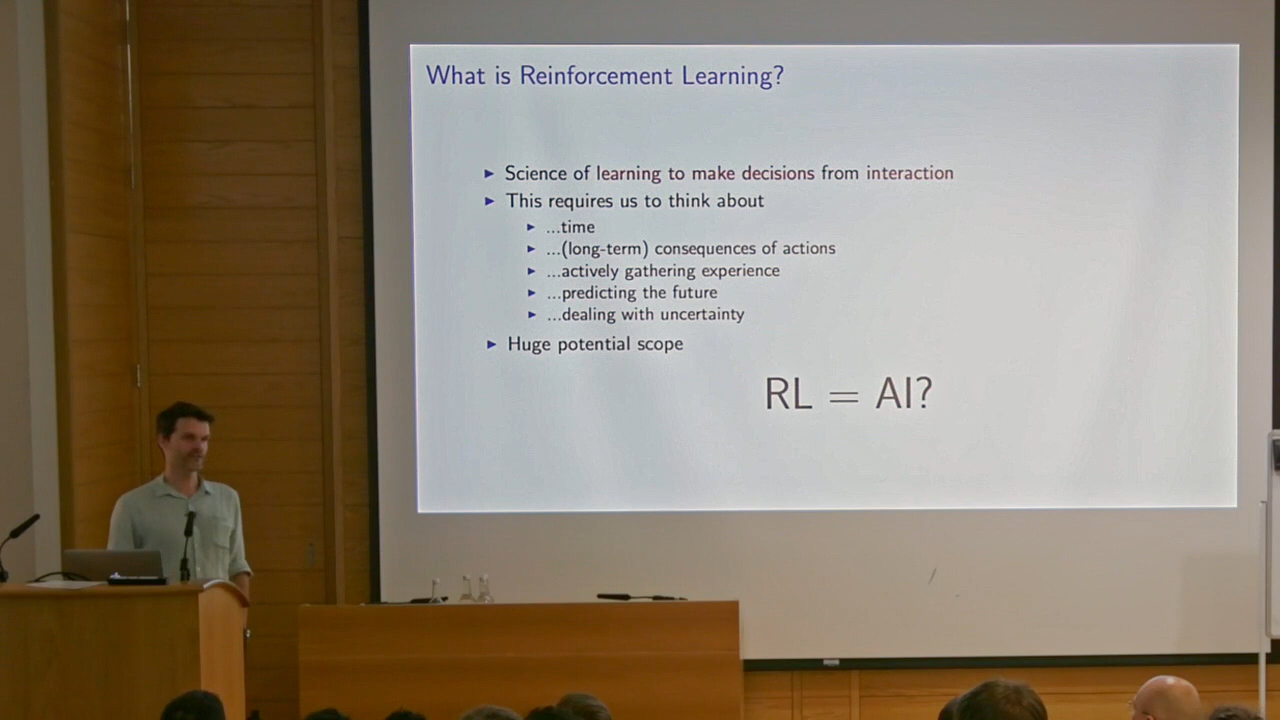 What is Reinforcement Learning?
Science of learning to make decisions from interaction
This requires us to think about
...time
...(long-term) consequences of actions
...actively gathering experience
...predicting the future
...dealing with uncertainty
Huge potential scope
RL = AI?